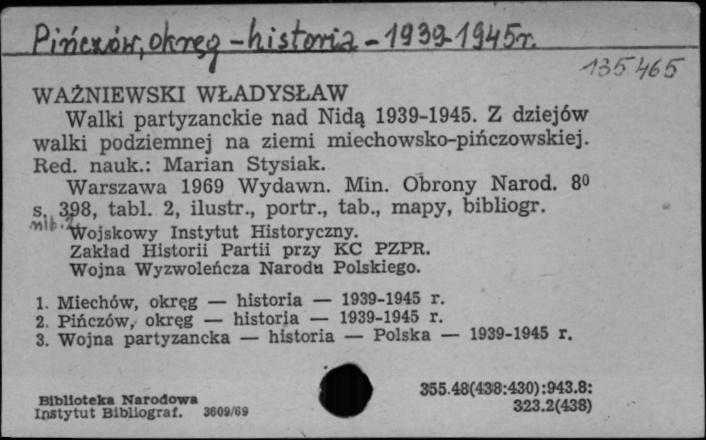 Pińczów, okręg - historia - 1939-1945 r.
135465
WAŻNIEWSKI WŁADYSŁAW
Walki partyzanckie nad Nidą 1939-1945. Z dziejów
walki podziemnej na ziemi miechowsko-pińczowskiej.
Red. nauk.: Marian Stysiak.
Warszawa 1969 Wydawn. Min. Obrony Narod. 8⁰
s. 398, tabl. 2, ilustr., portr., tab., mapy, bibliogr.
nlb. 2
Wojskowy Instytut Historyczny.
Zakład Historii Partii przy KC PZPR.
Wojna Wyzwoleńcza Narodu Polskiego.
1. Miechów, okręg — historia — 1939-1945 r.
2. Pińczów, okręg — historia — 1939-1945 r.
3. Wojna partyzancka — historia — Polska — 1939-1945 r.
355.48(438:430):943.8:
323.2(438)
Biblioteka Narodowa
Instytut Bibliograf. 3609/69